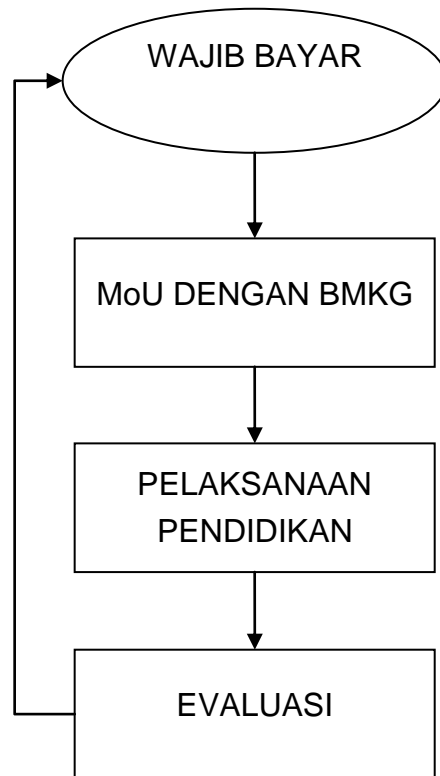 WAJIB BAYAR
MoU DENGAN BMKG
PELAKSANAAN
PENDIDIKAN
EVALUASI